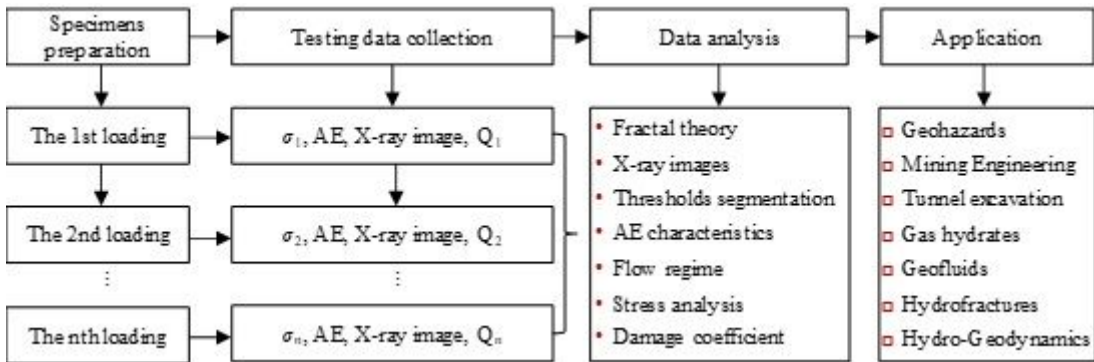 Specimens
preparation
Testing data collection
Data analysis
Application
The 1st loading
σ1, AE, X-ray image, Q1
The 2nd loading
σ2, AE, X-ray image, Q2
⋮
⋮
The nth loading
σn, AE, X-ray image, Qn
• Fractal theory
• X-ray images
• Thresholds segmentation
• AE characteristics
• Flow regime
• Stress analysis
• Damage coefficient
□ Geohazards
□ Mining Engineering
□ Tunnel excavation
□ Gas hydrates
□ Geofluids
□ Hydrofractures
□ Hydro-Geodynamics